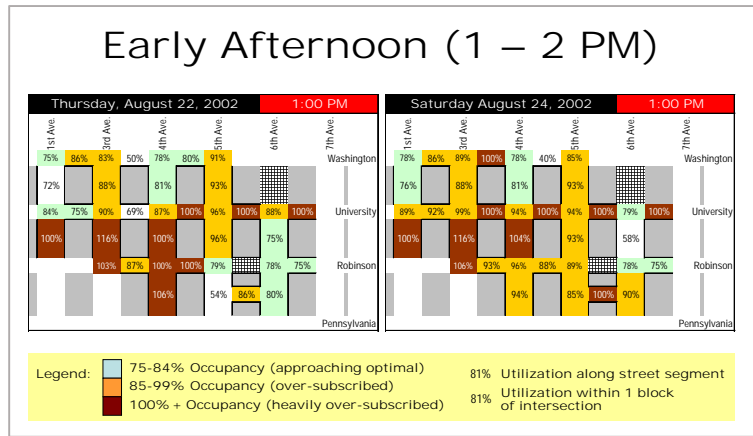 Early Afternoon (1 – 2 PM)
Thursday, August 22, 2002 1:00 PM
1st Ave. 3rd Ave. 4th Ave. 5th Ave. 6th Ave. 7th Ave.
75% 86% 83% 50% 78% 80% 91% Washington
72% 88% 81% 93%
84% 75% 90% 69% 87% 100% 96% 100% 88% 100% University
100% 116% 100% 96% 75%
103% 87% 100% 100% 79% 78% 75% Robinson
106% 54% 86% 80%
Pennsylvania
Saturday August 24, 2002 1:00 PM
1st Ave. 3rd Ave. 4th Ave. 5th Ave. 6th Ave. 7th Ave.
78% 86% 89% 100% 78% 40% 85% Washington
76% 88% 81% 93%
89% 92% 99% 100% 94% 100% 94% 100% 79% 100% University
100% 116% 104% 93% 58%
106% 93% 96% 88% 89% 78% 75% Robinson
94% 85% 100% 90%
Pennsylvania
Legend:
75-84% Occupancy (approaching optimal)
85-99% Occupancy (over-subscribed)
100% + Occupancy (heavily over-subscribed)
81% Utilization along street segment
81% Utilization within 1 block
of intersection